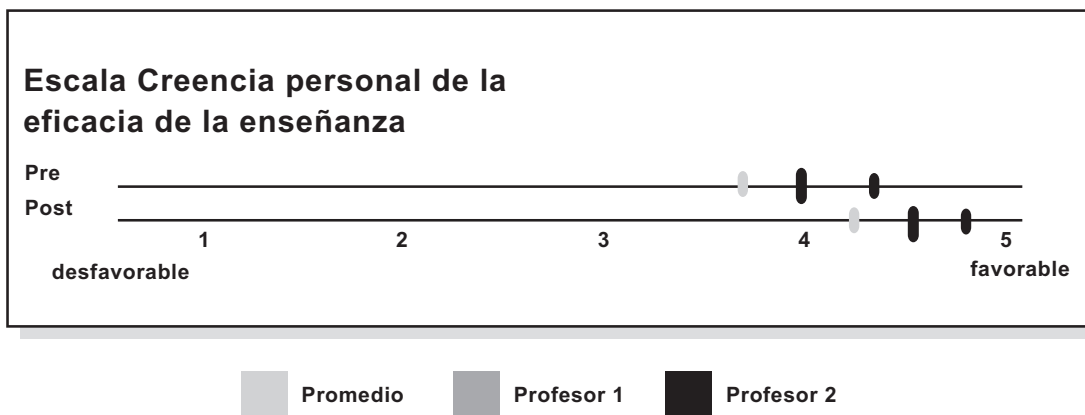 Escala Creencia personal de la
eficacia de la enseñanza
Pre
Post
1 2 3 4 5
desfavorable favorable
Promedio Profesor 1 Profesor 2